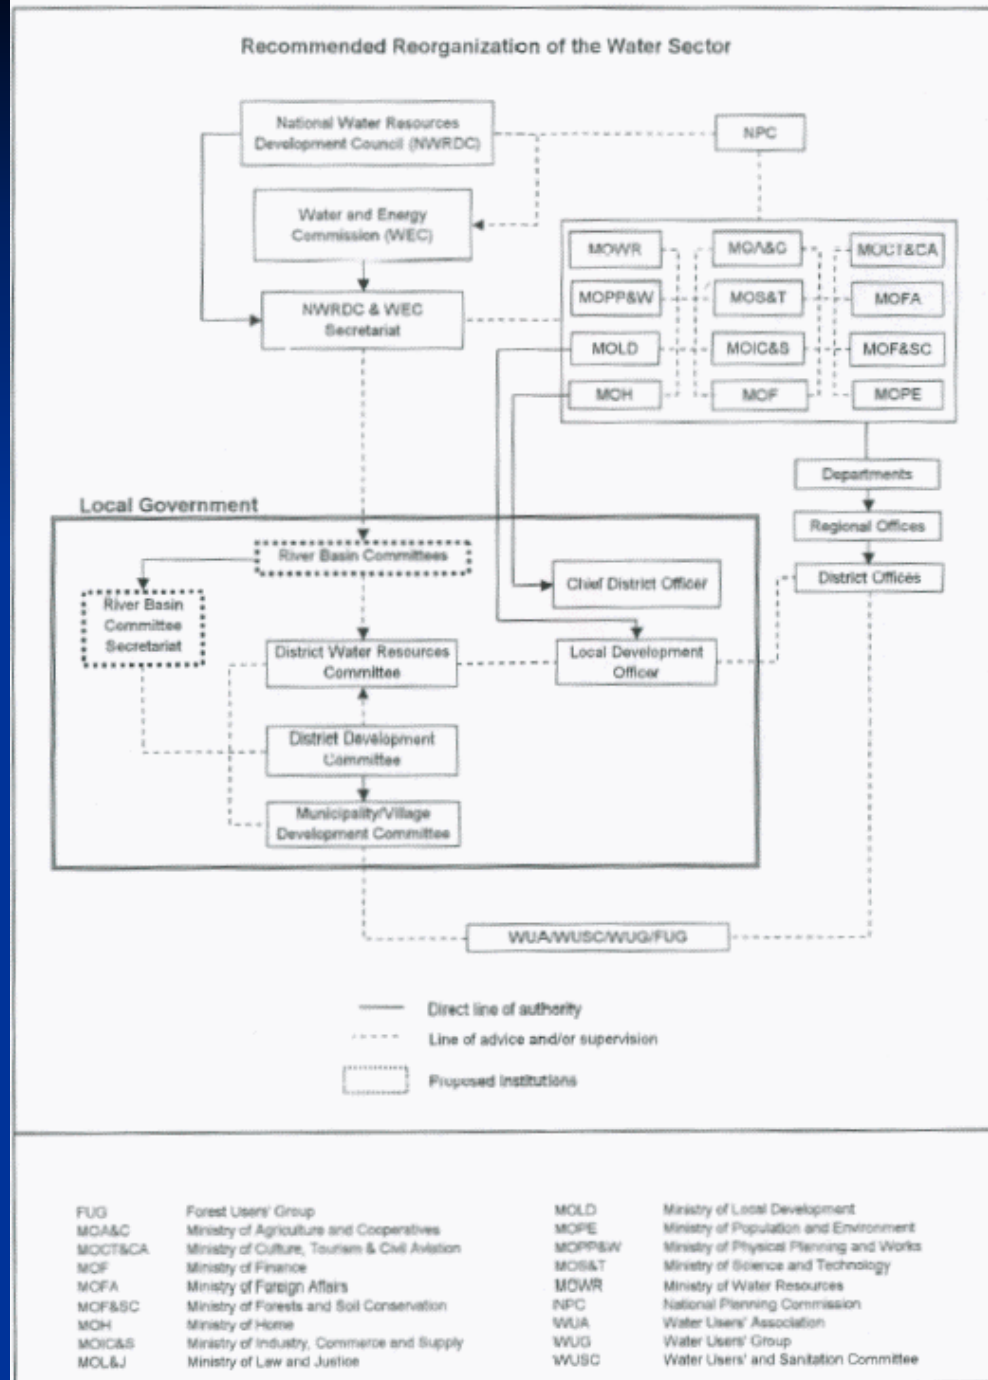 Recommended Reorganization of the Water Sector
National Water Resources
Development Council (NWRDC)
NPC
Water and Energy
Commission (WEC)
NWRDC & WEC
Secretariat
MOWR
MOA&C
MOCT&CA
MOPP&W
MOS&T
MOFA
MOLD
MOIC&S
MOF&SC
MOH
MOF
MOPE
Departments
Regional Offices
District Offices
Local Government
River Basin Committees
River Basin
Committee
Secretariat
Chief District Officer
District Water Resources
Committee
Local Development
Officer
District Development
Committee
Municipality/Village
Development Committee
WUA/WUSC/WUG/FUG
Direct line of authority
Line of advice and/or supervision
Proposed Institutions
FUG Forest Users' Group
MOA&C Ministry of Agriculture and Cooperatives
MOCT&CA Ministry of Culture, Tourism & Civil Aviation
MOF Ministry of Finance
MOFA Ministry of Foreign Affairs
MOF&SC Ministry of Forests and Soil Conservation
MOH Ministry of Home
MOIC&S Ministry of Industry, Commerce and Supply
MOL&J Ministry of Law and Justice
MOLD Ministry of Local Development
MOPE Ministry of Population and Environment
MOPP&W Ministry of Physical Planning and Works
MOS&T Ministry of Science and Technology
MOWR Ministry of Water Resources
NPC National Planning Commission
WUA Water Users' Association
WUG Water Users' Group
WUSC Water Users' and Sanitation Committee